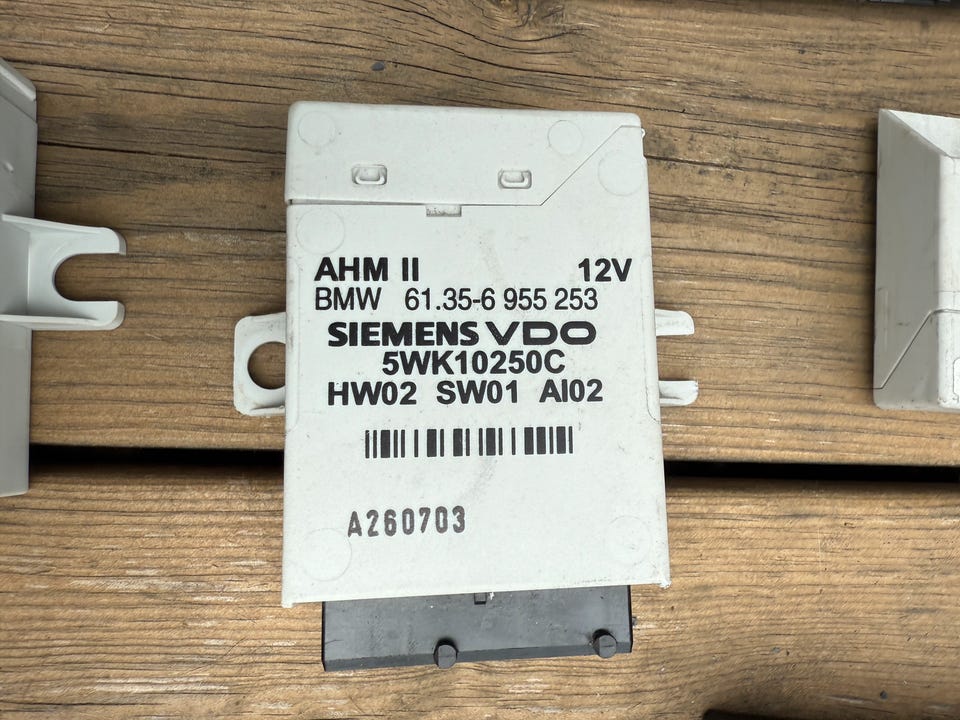 AHM II 12V
BMW 61.35-6 955 253
SIEMENS VDO
5WK10250C
HW02 SW01 AI02
A260703